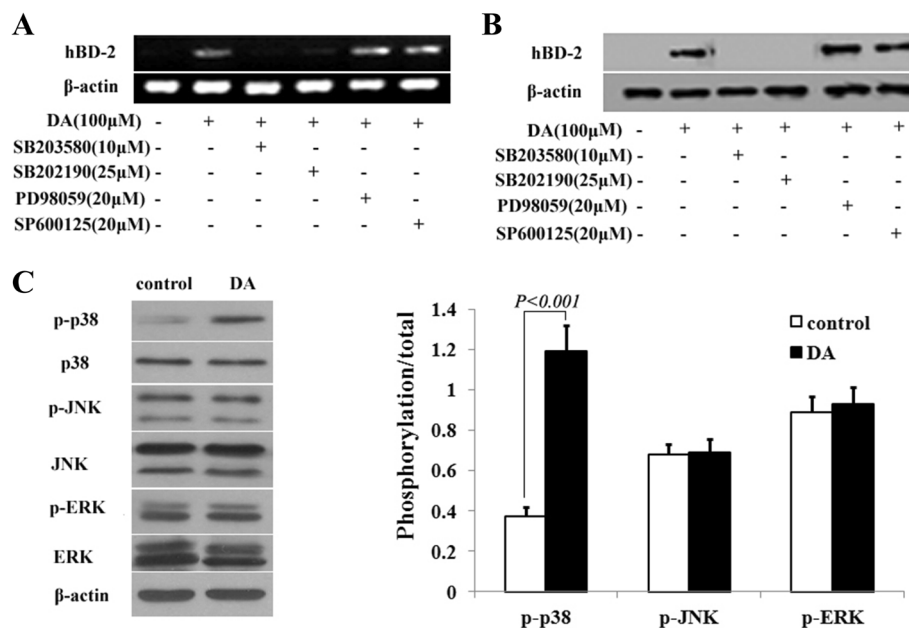 A
hBD-2
β-actin
DA(100μM) - + + + + +
SB203580(10μM) - - + - - -
SB202190(25μM) - - - + - -
PD98059(20μM) - - - - + -
SP600125(20μM) - - - - - +
B
hBD-2
β-actin
DA(100μM) - + + + + +
SB203580(10μM) - - + - - -
SB202190(25μM) - - - + - -
PD98059(20μM) - - - - + -
SP600125(20μM) - - - - - +
C
control DA
p-p38
p38
p-JNK
JNK
p-ERK
ERK
β-actin
Phosphorylation/total
1.4
1.2
1
0.8
0.6
0.4
0.2
0
P<0.001
control
DA
p-p38 p-JNK p-ERK